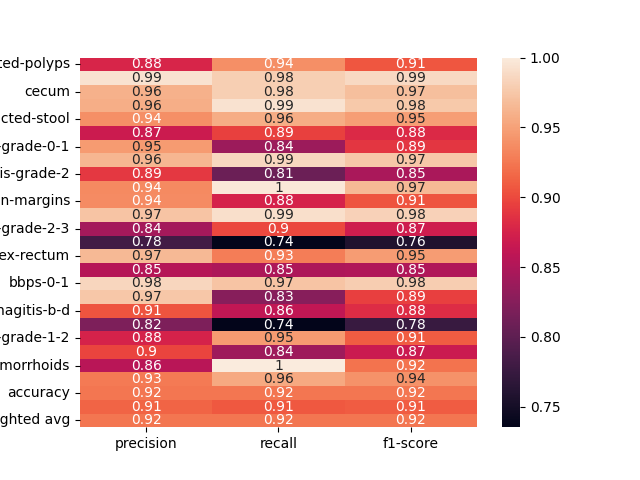 ted-polyps 0.88 0.94 0.91
0.99 0.98 0.99
cecum 0.96 0.98 0.97
0.96 0.99 0.98
cted-stool 0.94 0.96 0.95
0.87 0.89 0.88
-grade-0-1 0.95 0.84 0.89
0.96 0.99 0.97
is-grade-2 0.89 0.81 0.85
0.94 1 0.97
n-margins 0.94 0.88 0.91
0.97 0.99 0.98
-grade-2-3 0.84 0.9 0.87
0.78 0.74 0.76
ex-rectum 0.97 0.93 0.95
0.85 0.85 0.85
bbps-0-1 0.98 0.97 0.98
0.97 0.83 0.89
nagitis-b-d 0.91 0.86 0.88
0.82 0.74 0.78
-grade-1-2 0.88 0.95 0.91
0.9 0.84 0.87
morrhoids 0.86 1 0.92
0.93 0.96 0.94
accuracy 0.92 0.92 0.92
0.91 0.91 0.91
ghted avg 0.92 0.92 0.92
precision recall f1-score
1.00
0.95
0.90
0.85
0.80
0.75